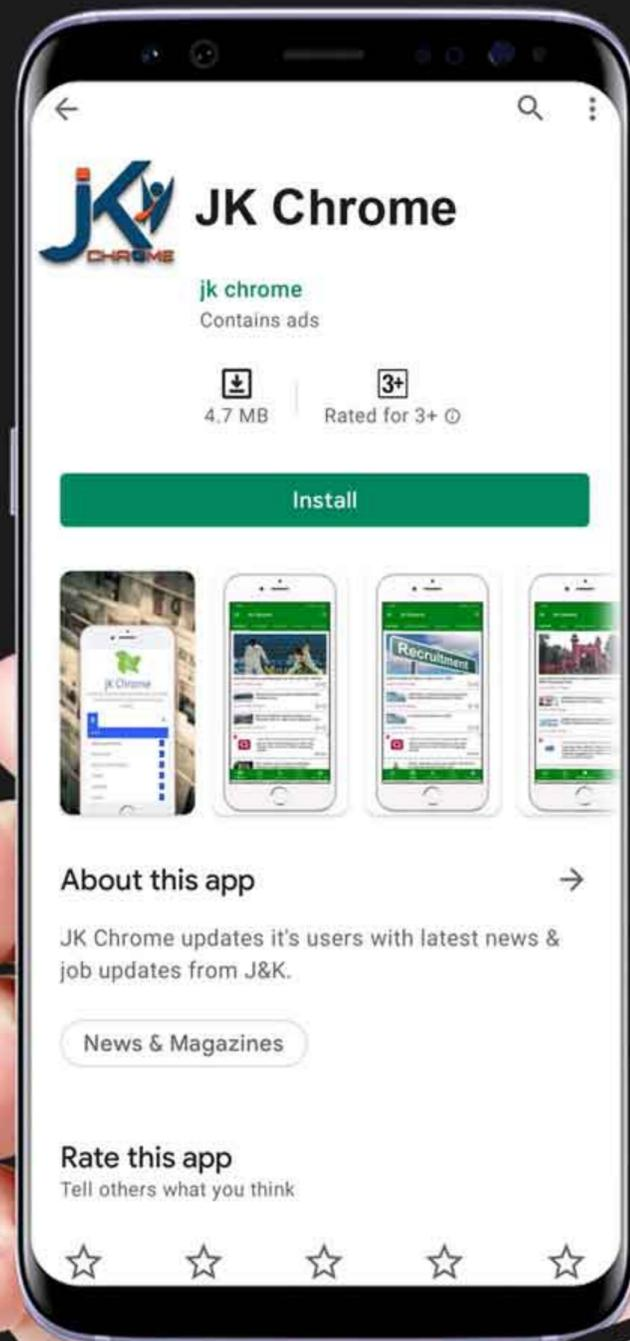 JK
CHROME
JK Chrome
jk chrome
Contains ads
4.7 MB
3+
Rated for 3+
Install
JK Chrome
Recruitment
About this app
JK Chrome updates it's users with latest news &
job updates from J&K.
News & Magazines
Rate this app
Tell others what you think